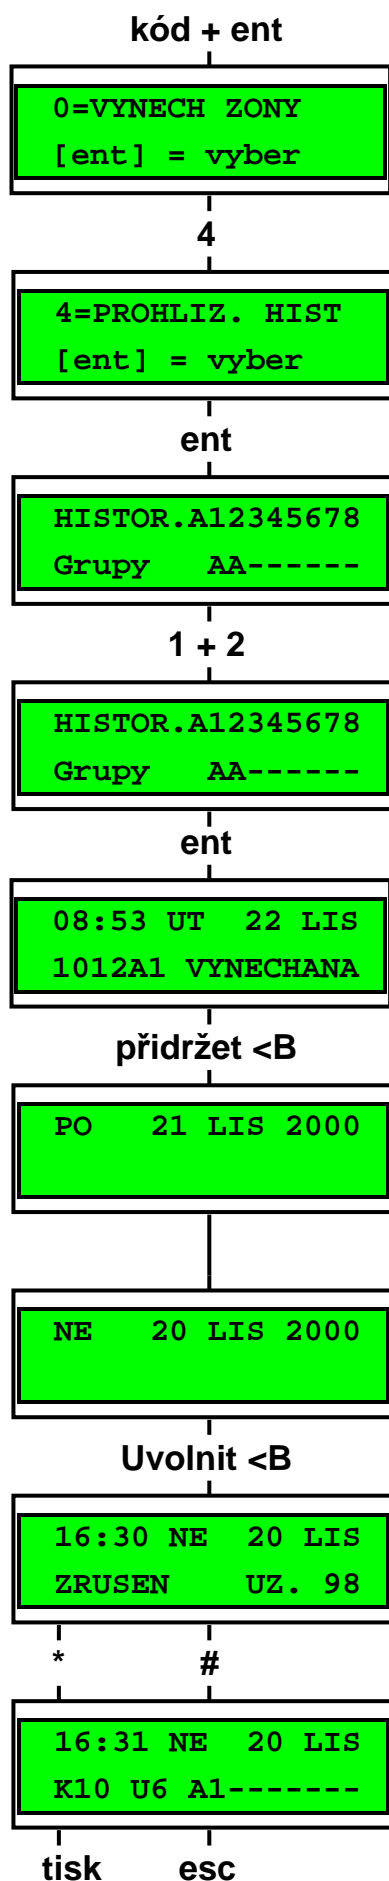 kód + ent
0=VYNECH ZONY
[ent] = vyber
4
4=PROHLIZ. HIST
[ent] = vyber
ent
HISTOR.A12345678
Grupy AA------
1 + 2
HISTOR.A12345678
Grupy AA------
ent
08:53 UT 22 LIS
1012A1 VYNECHANA
přidržet <B
PO 21 LIS 2000
NE 20 LIS 2000
Uvolnit <B
16:30 NE 20 LIS
ZRUSEN UZ. 98
* #
16:31 NE 20 LIS
K10 U6 A1-------
tisk esc